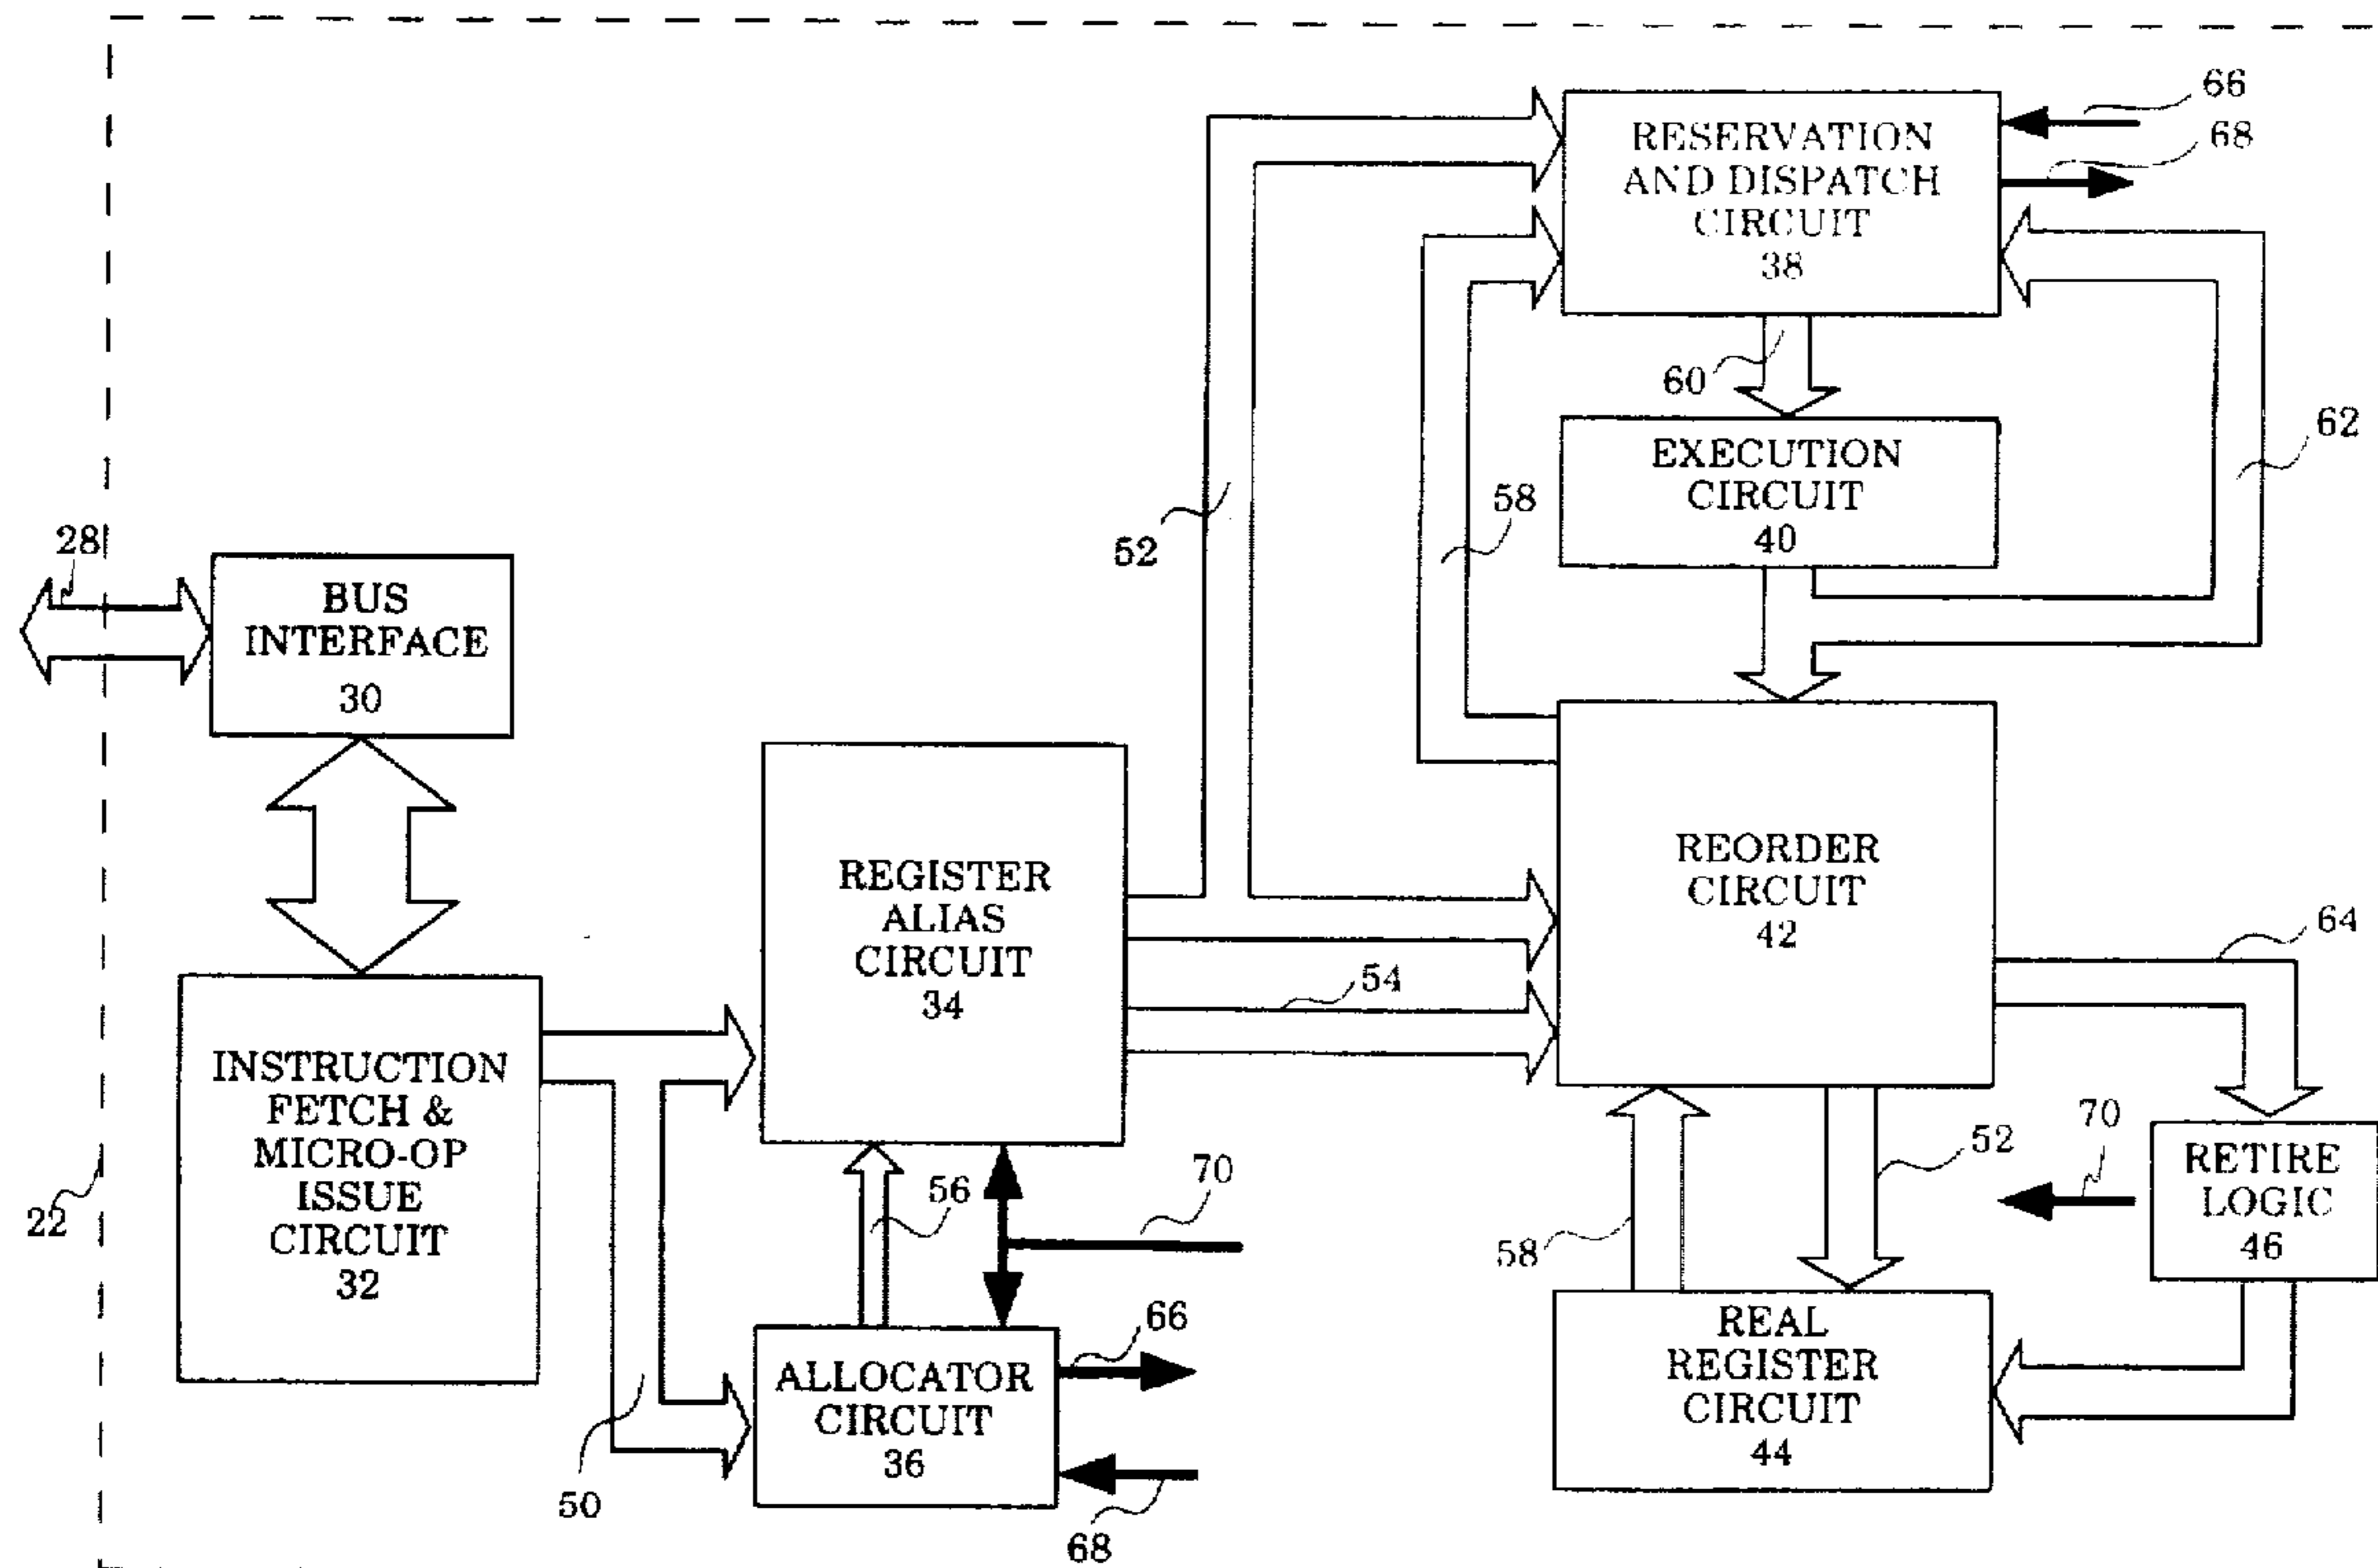 66
RESERVATION
AND DISPATCH
CIRCUIT
38
68
60
62
EXECUTION
CIRCUIT
40
52
58
28
BUS
INTERFACE
30
REGISTER
ALIAS
CIRCUIT
34
REORDER
CIRCUIT
42
54
64
INSTRUCTION
FETCH &
MICRO-OP
ISSUE
CIRCUIT
32
22
56
70
58
52
70
RETIRE
LOGIC
46
50
ALLOCATOR
CIRCUIT
36
66
68
REAL
REGISTER
CIRCUIT
44